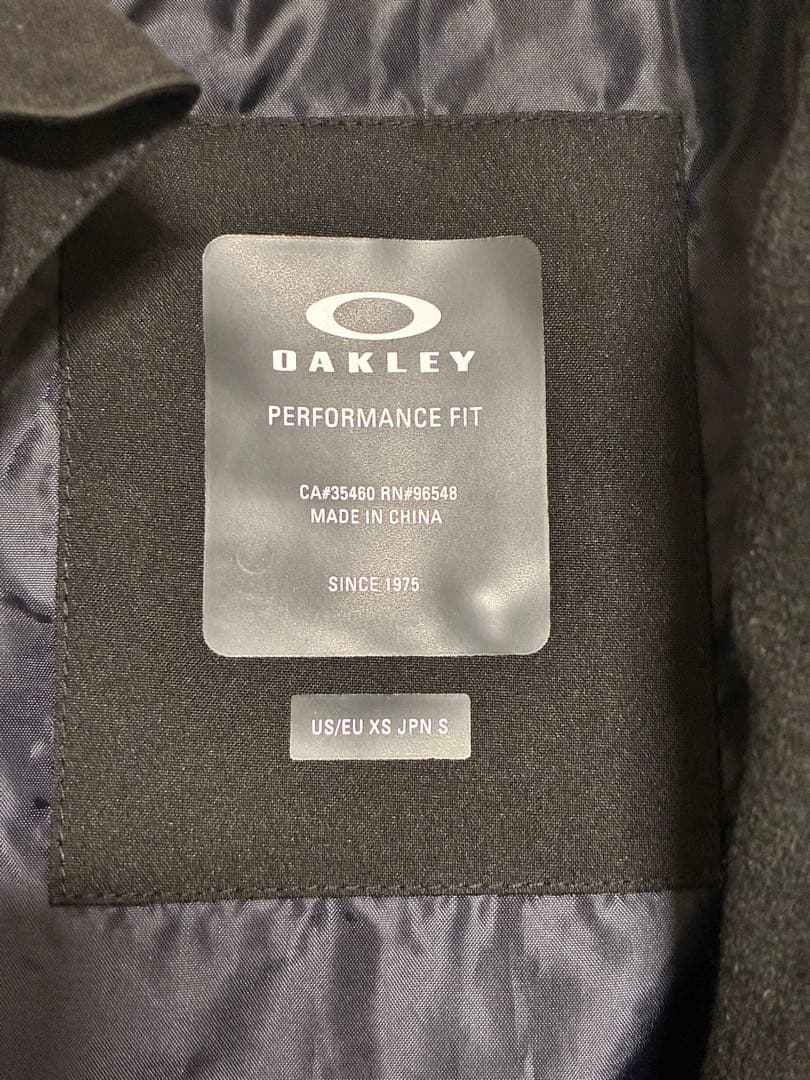 OAKLEY
PERFORMANCE FIT
CA#35460 RN#96548
MADE IN CHINA
SINCE 1975
US/EU XS JPN S